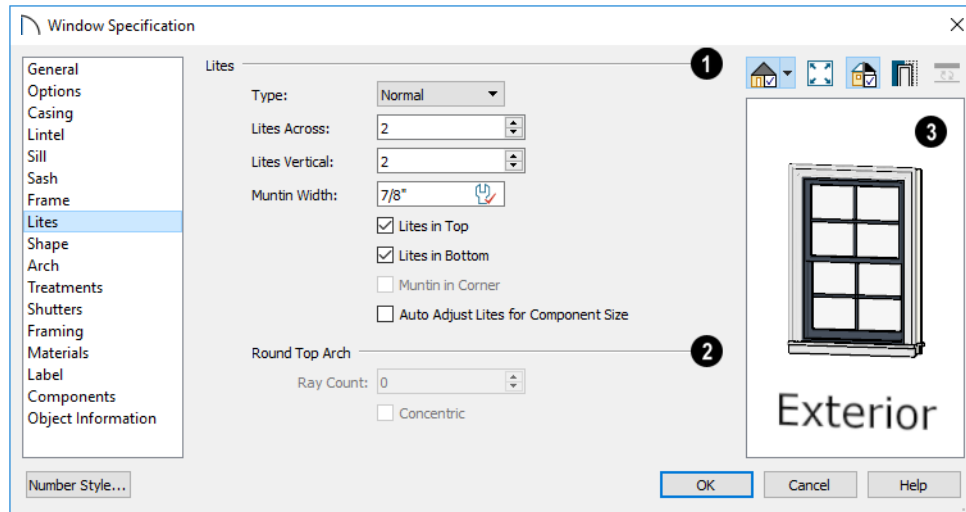 Window Specification
General
Options
Casing
Lintel
Sill
Sash
Frame
Lites
Shape
Arch
Treatments
Shutters
Framing
Materials
Label
Components
Object Information
Lites
1
Type: Normal
Lites Across: 2
Lites Vertical: 2
Muntin Width: 7/8"
Lites in Top
Lites in Bottom
Muntin in Corner
Auto Adjust Lites for Component Size
Round Top Arch
2
Ray Count: 0
Concentric
3
Exterior
Number Style...
OK
Cancel
Help